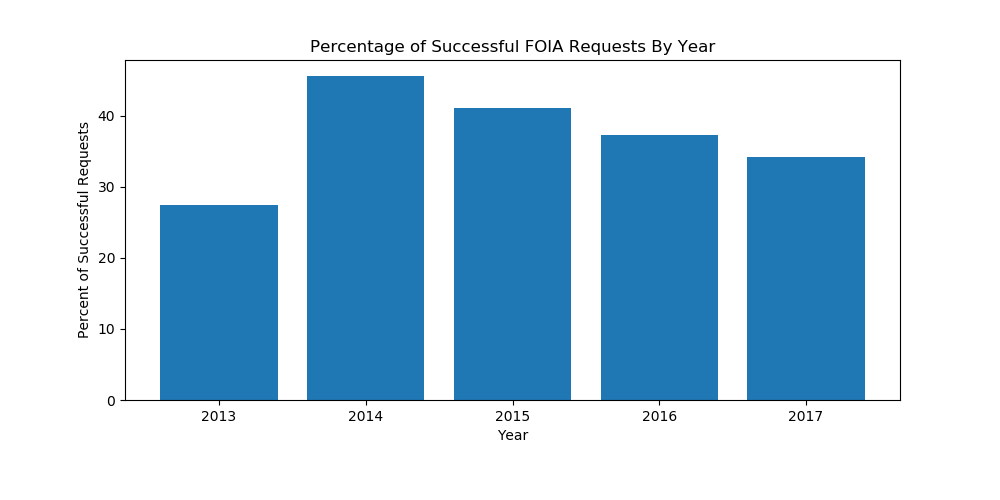 Percentage of Successful FOIA Requests By Year
Percent of Successful Requests
40
30
20
10
0
2013 2014 2015 2016 2017
Year